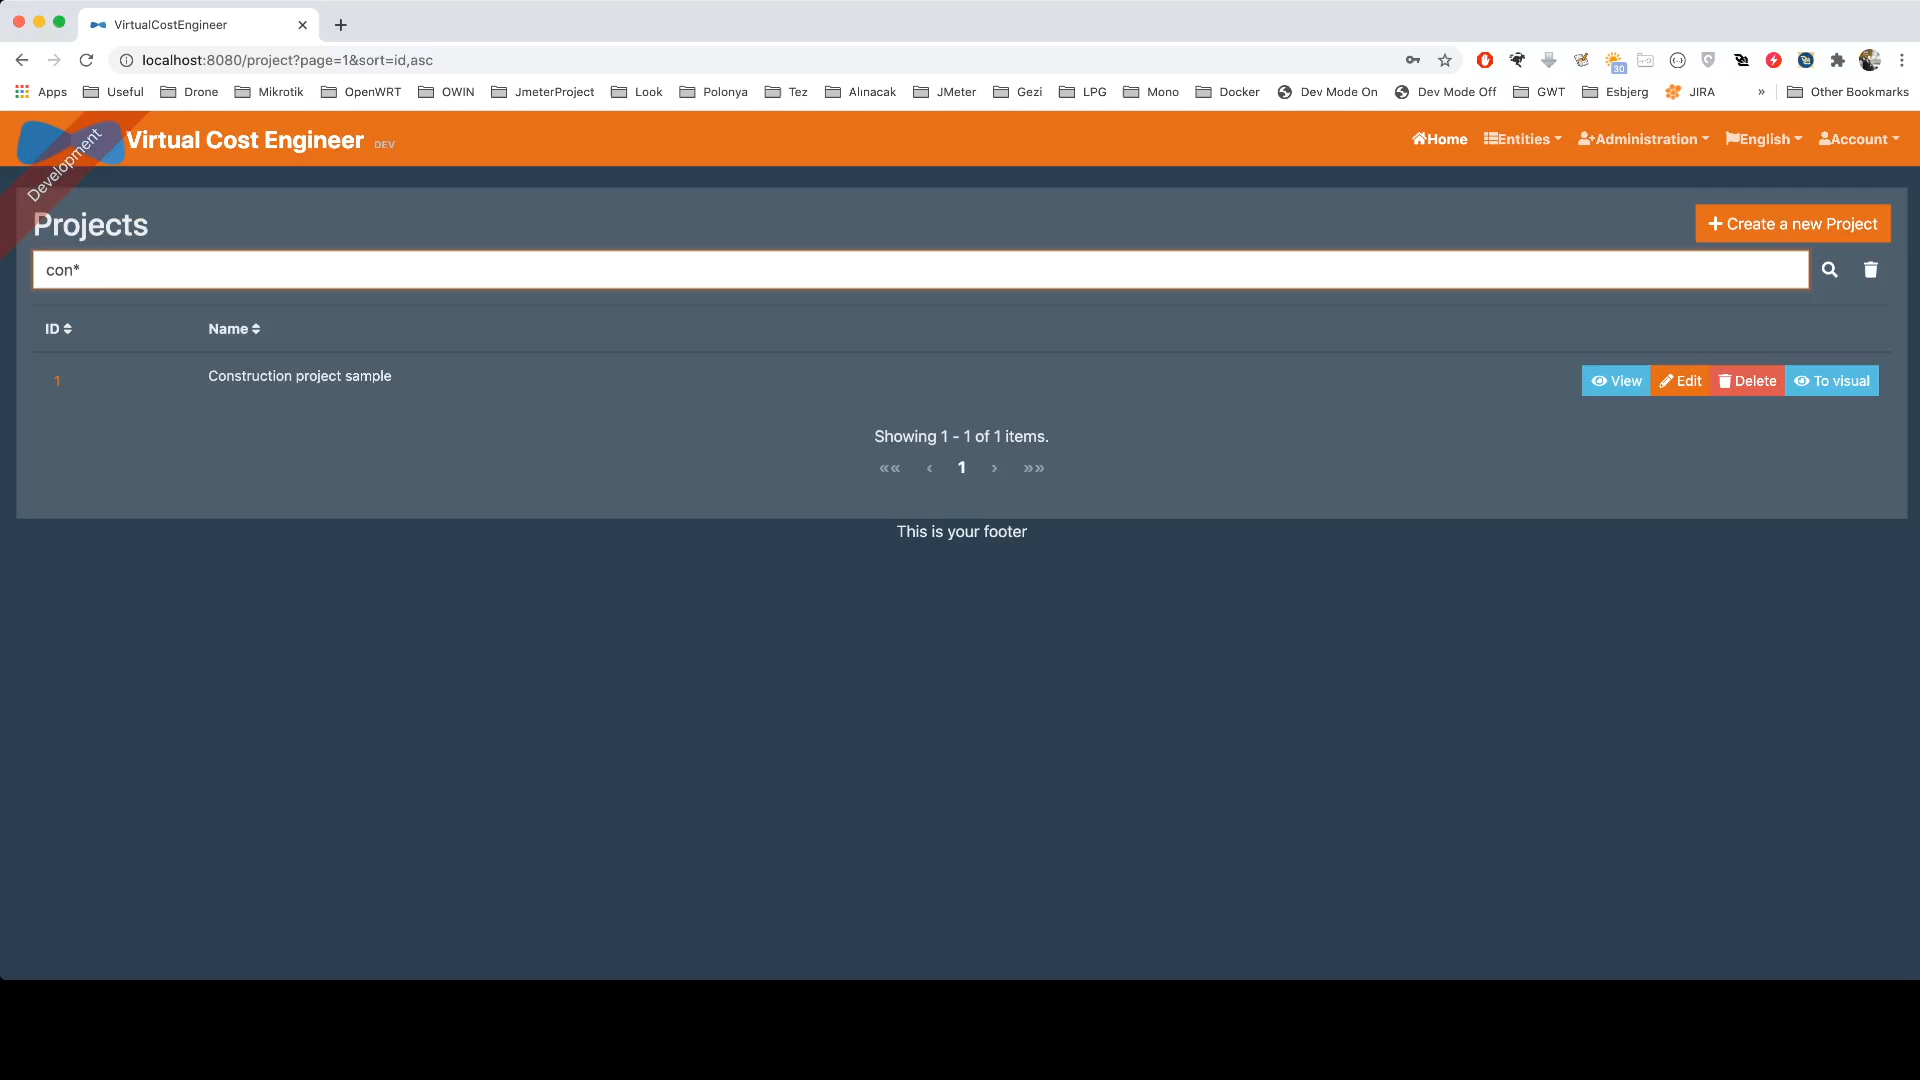 VirtualCostEngineer
localhost:8080/project?page=1&sort=id,asc
30
Apps Useful Drone Mikrotik OpenWRT OWIN JmeterProject Look Polonya Tez Alınacak JMeter Gezi LPG Mono Docker Dev Mode On Dev Mode Off GWT Esbjerg JIRA » Other Bookmarks
Development
Virtual Cost Engineer DEV
Home Entities Administration English Account
Projects
+ Create a new Project
con*
ID Name
1 Construction project sample View Edit Delete To visual
Showing 1 - 1 of 1 items.
«« ‹ 1 › »»
This is your footer